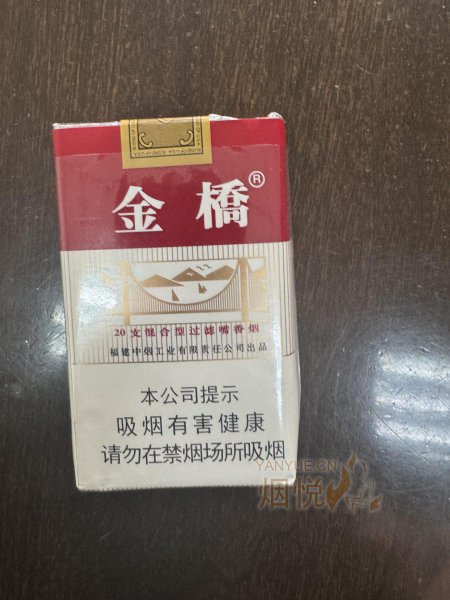 金橋®
20支混合型过滤嘴香烟
福建中烟工业有限责任公司出品
本公司提示
吸烟有害健康
请勿在禁烟场所吸烟
YANYUE.CN
烟悦